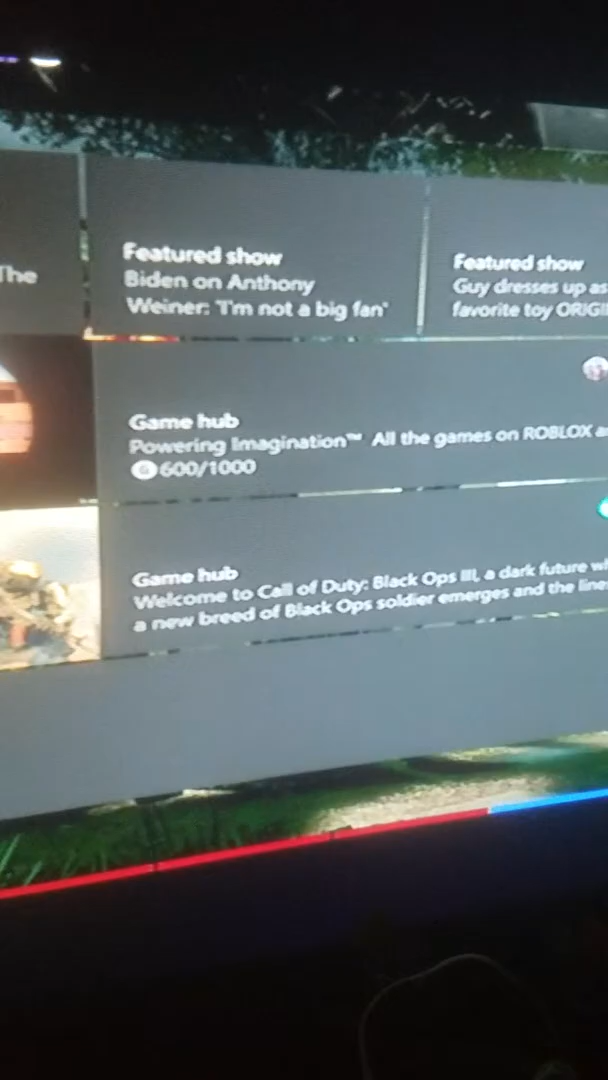 The
Featured show
Biden on Anthony
Weiner: 'I'm not a big fan'
Featured show
Guy dresses up as
favorite toy ORIGI
Game hub
Powering Imagination™ All the games on ROBLOX a
G 600/1000
Game hub
Welcome to Call of Duty: Black Ops III, a dark future wh
a new breed of Black Ops soldier emerges and the line